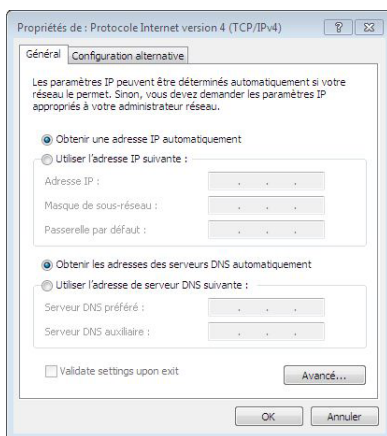 Propriétés de : Protocole Internet version 4 (TCP/IPv4)
Général
Configuration alternative
Les paramètres IP peuvent être déterminés automatiquement si votre
réseau le permet. Sinon, vous devez demander les paramètres IP
appropriés à votre administrateur réseau.
Obtenir une adresse IP automatiquement
Utiliser l'adresse IP suivante :
Adresse IP :
Masque de sous-réseau :
Passerelle par défaut :
Obtenir les adresses des serveurs DNS automatiquement
Utiliser l'adresse de serveur DNS suivante :
Serveur DNS préféré :
Serveur DNS auxiliaire :
Validate settings upon exit
Avancé...
OK
Annuler